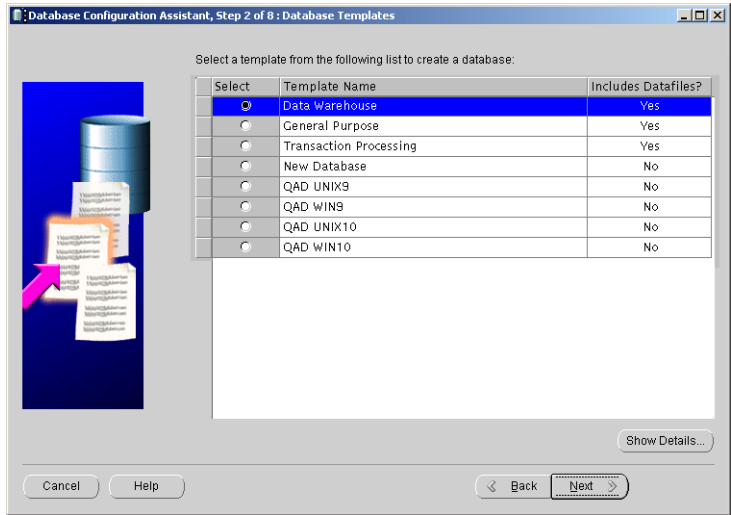 Database Configuration Assistant, Step 2 of 8 : Database Templates
Select a template from the following list to create a database:
Select Template Name Includes Datafiles?
Data Warehouse Yes
General Purpose Yes
Transaction Processing Yes
New Database No
QAD UNIX9 No
QAD WIN9 No
QAD UNIX10 No
QAD WIN10 No
Show Details...
Cancel Help Back Next